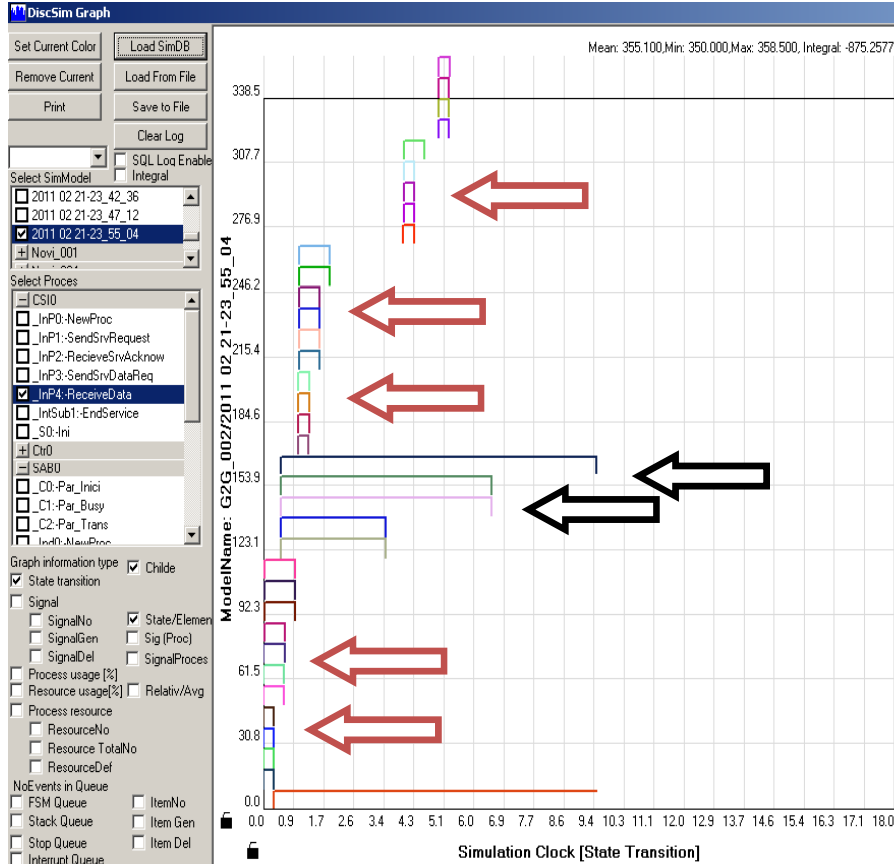 DiscSim Graph
Set Current Color
Load SimDB
Remove Current
Load From File
Print
Save to File
Clear Log
SQL Log Enable
Select SimModel
Integral
2011 02 21-23_42_36
2011 02 21-23_47_12
2011 02 21-23_55_04
Novi_001
Select Proces
CSI0
_InP0:-NewProc
_InP1:-SendSrvRequest
_InP2:-RecieveSrvAcknow
_InP3:-SendSrvDataReq
_InP4:-ReceiveData
_IntSub1:-EndService
_S0:-Ini
Ctr0
SAB0
_C0:-Par_Inici
_C1:-Par_Busy
_C2:-Par_Trans
_Ind0:-NewProc
Graph information type
Childe
State transition
Signal
SignalNo
State/Elemen
SignalGen
Sig (Proc)
SignalDel
SignalProces
Process usage [%]
Resource usage[%]
Relativ/Avg
Process resource
ResourceNo
Resource TotalNo
ResourceDef
NoEvents in Queue
FSM Queue
ItemNo
Stack Queue
Item Gen
Stop Queue
Item Del
Interrupt Queue
Mean: 355.100,Min: 350.000,Max: 358.500, Integral: -875.2577
ModelName: G2G_002/2011 02 21-23_55_04
338.5
307.7
276.9
246.2
215.4
184.6
153.9
123.1
92.3
61.5
30.8
0.0
0.0 0.9 1.7 2.6 3.4 4.3 5.1 6.0 6.9 7.7 8.6 9.4 10.3 11.1 12.0 12.9 13.7 14.6 15.4 16.3 17.1 18.0
Simulation Clock [State Transition]